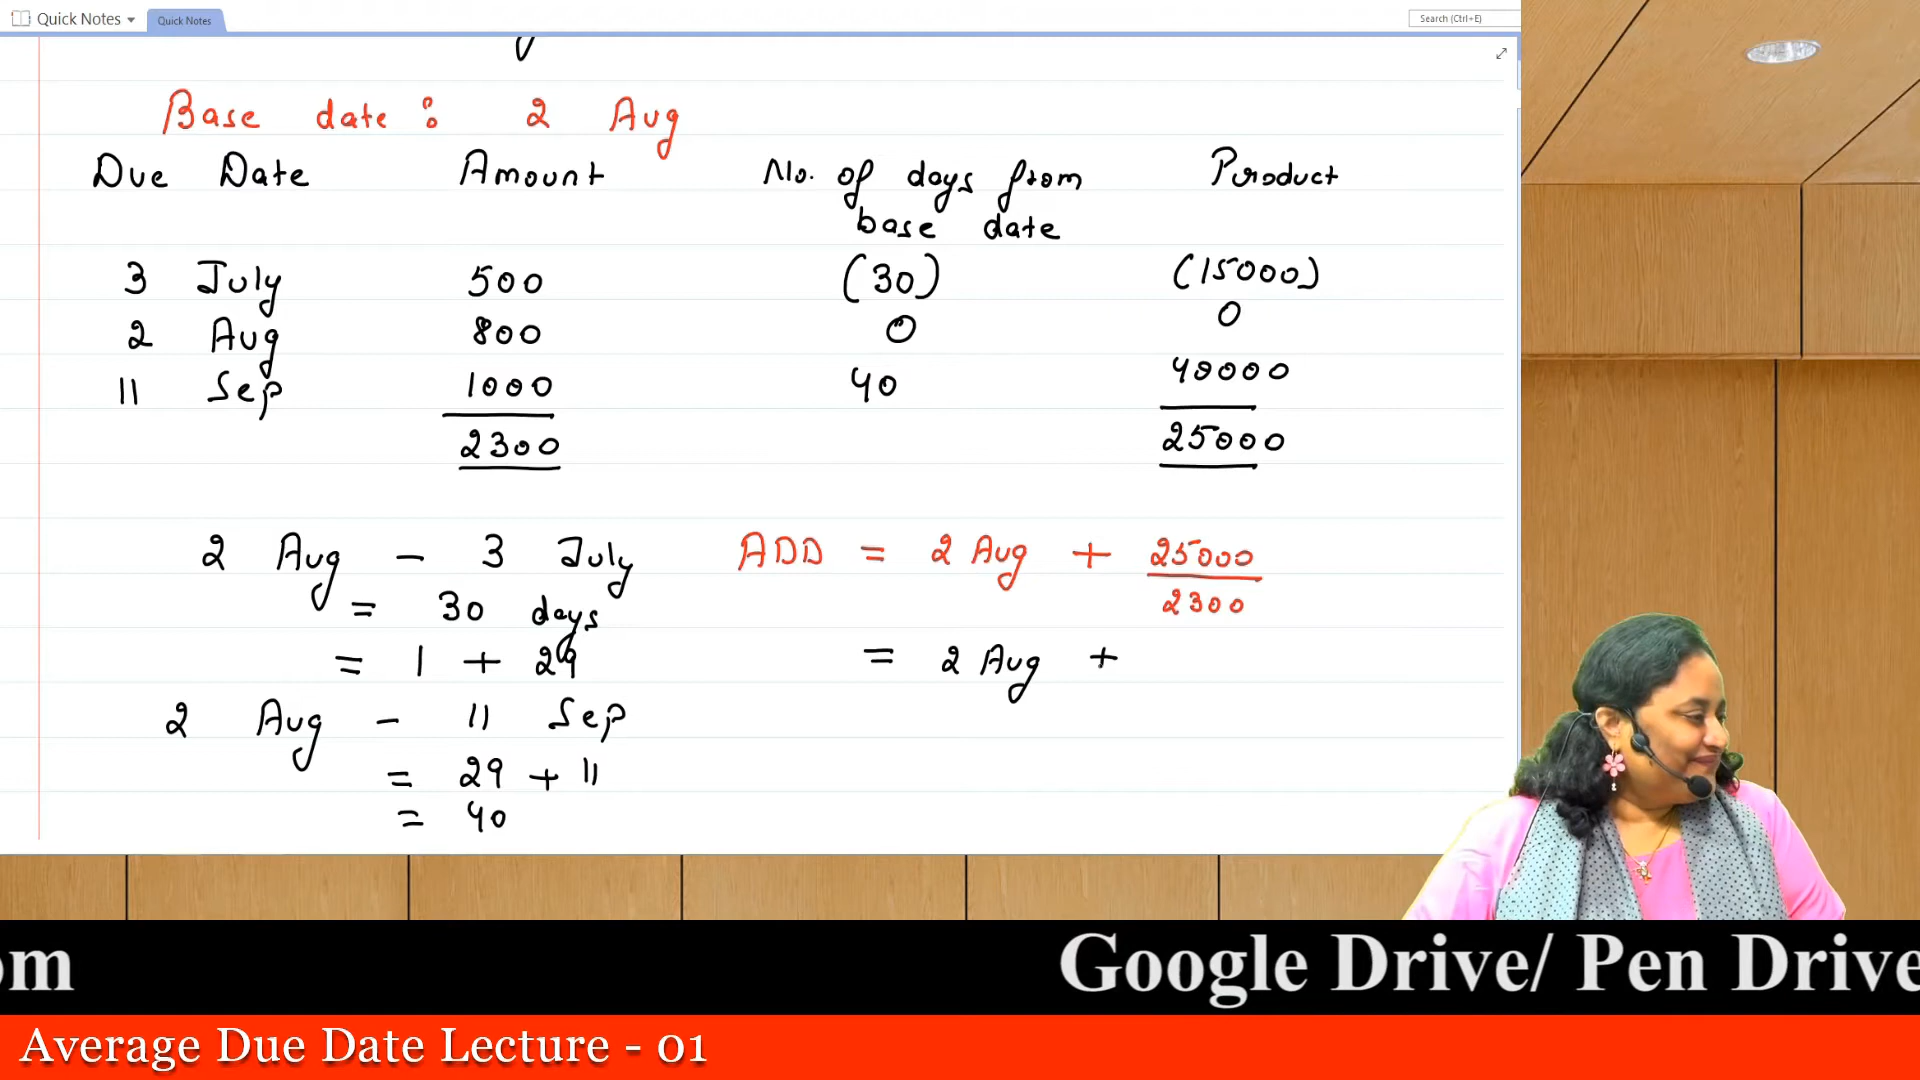 Quick Notes
Quick Notes
Search (Ctrl+E)
Base date : 2 Aug
Due Date Amount No. of days from base date Product
3 July 500 (30) (15000)
2 Aug 800 0 0
11 Sep 1000 40 40000
2300 25000
2 Aug - 3 July
= 30 days
= 1 + 29
2 Aug - 11 Sep
= 29 + 11
= 40
ADD = 2 Aug + 25000
2300
= 2 Aug +
om Google Drive/ Pen Drive
Average Due Date Lecture - 01